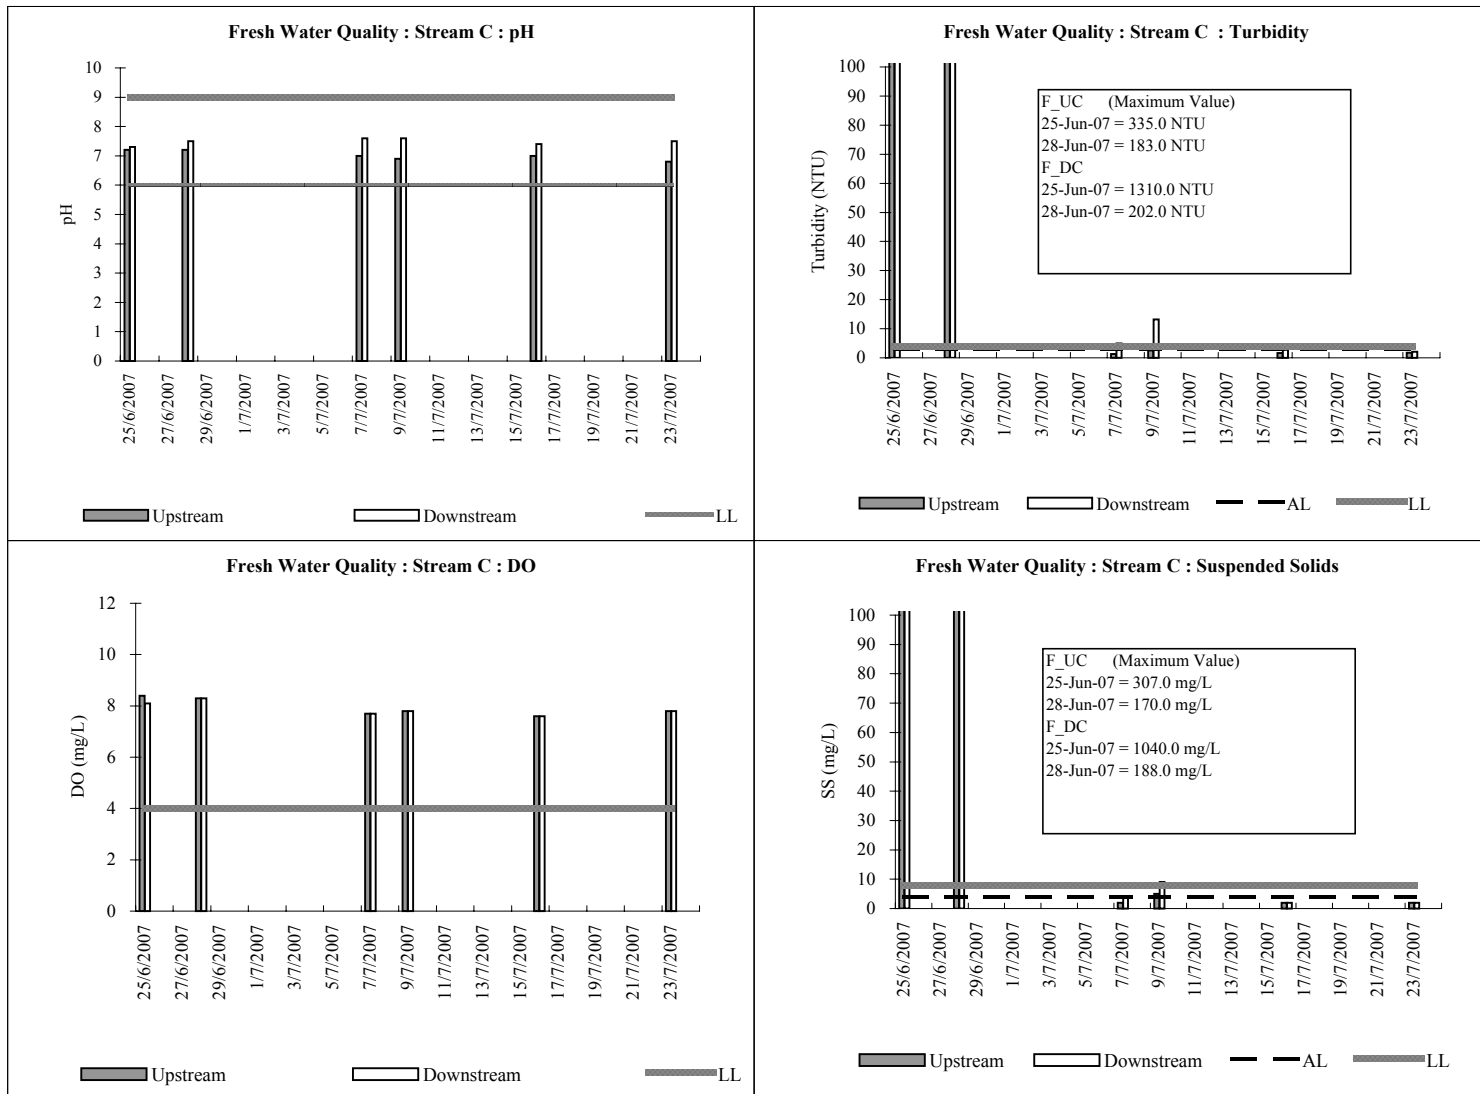 Fresh Water Quality : Stream C : pH
10
9
8
7
6
5
4
3
2
1
0
pH
25/6/2007
27/6/2007
29/6/2007
1/7/2007
3/7/2007
5/7/2007
7/7/2007
9/7/2007
11/7/2007
13/7/2007
15/7/2007
17/7/2007
19/7/2007
21/7/2007
23/7/2007
Upstream
Downstream
LL
Fresh Water Quality : Stream C : Turbidity
100
90
80
70
60
50
40
30
20
10
0
Turbidity (NTU)
F_UC (Maximum Value)
25-Jun-07 = 335.0 NTU
28-Jun-07 = 183.0 NTU
F_DC
25-Jun-07 = 1310.0 NTU
28-Jun-07 = 202.0 NTU
25/6/2007
27/6/2007
29/6/2007
1/7/2007
3/7/2007
5/7/2007
7/7/2007
9/7/2007
11/7/2007
13/7/2007
15/7/2007
17/7/2007
19/7/2007
21/7/2007
23/7/2007
Upstream
Downstream
AL
LL
Fresh Water Quality : Stream C : DO
12
10
8
6
4
2
0
DO (mg/L)
25/6/2007
27/6/2007
29/6/2007
1/7/2007
3/7/2007
5/7/2007
7/7/2007
9/7/2007
11/7/2007
13/7/2007
15/7/2007
17/7/2007
19/7/2007
21/7/2007
23/7/2007
Upstream
Downstream
LL
Fresh Water Quality : Stream C : Suspended Solids
100
90
80
70
60
50
40
30
20
10
0
SS (mg/L)
F_UC (Maximum Value)
25-Jun-07 = 307.0 mg/L
28-Jun-07 = 170.0 mg/L
F_DC
25-Jun-07 = 1040.0 mg/L
28-Jun-07 = 188.0 mg/L
25/6/2007
27/6/2007
29/6/2007
1/7/2007
3/7/2007
5/7/2007
7/7/2007
9/7/2007
11/7/2007
13/7/2007
15/7/2007
17/7/2007
19/7/2007
21/7/2007
23/7/2007
Upstream
Downstream
AL
LL